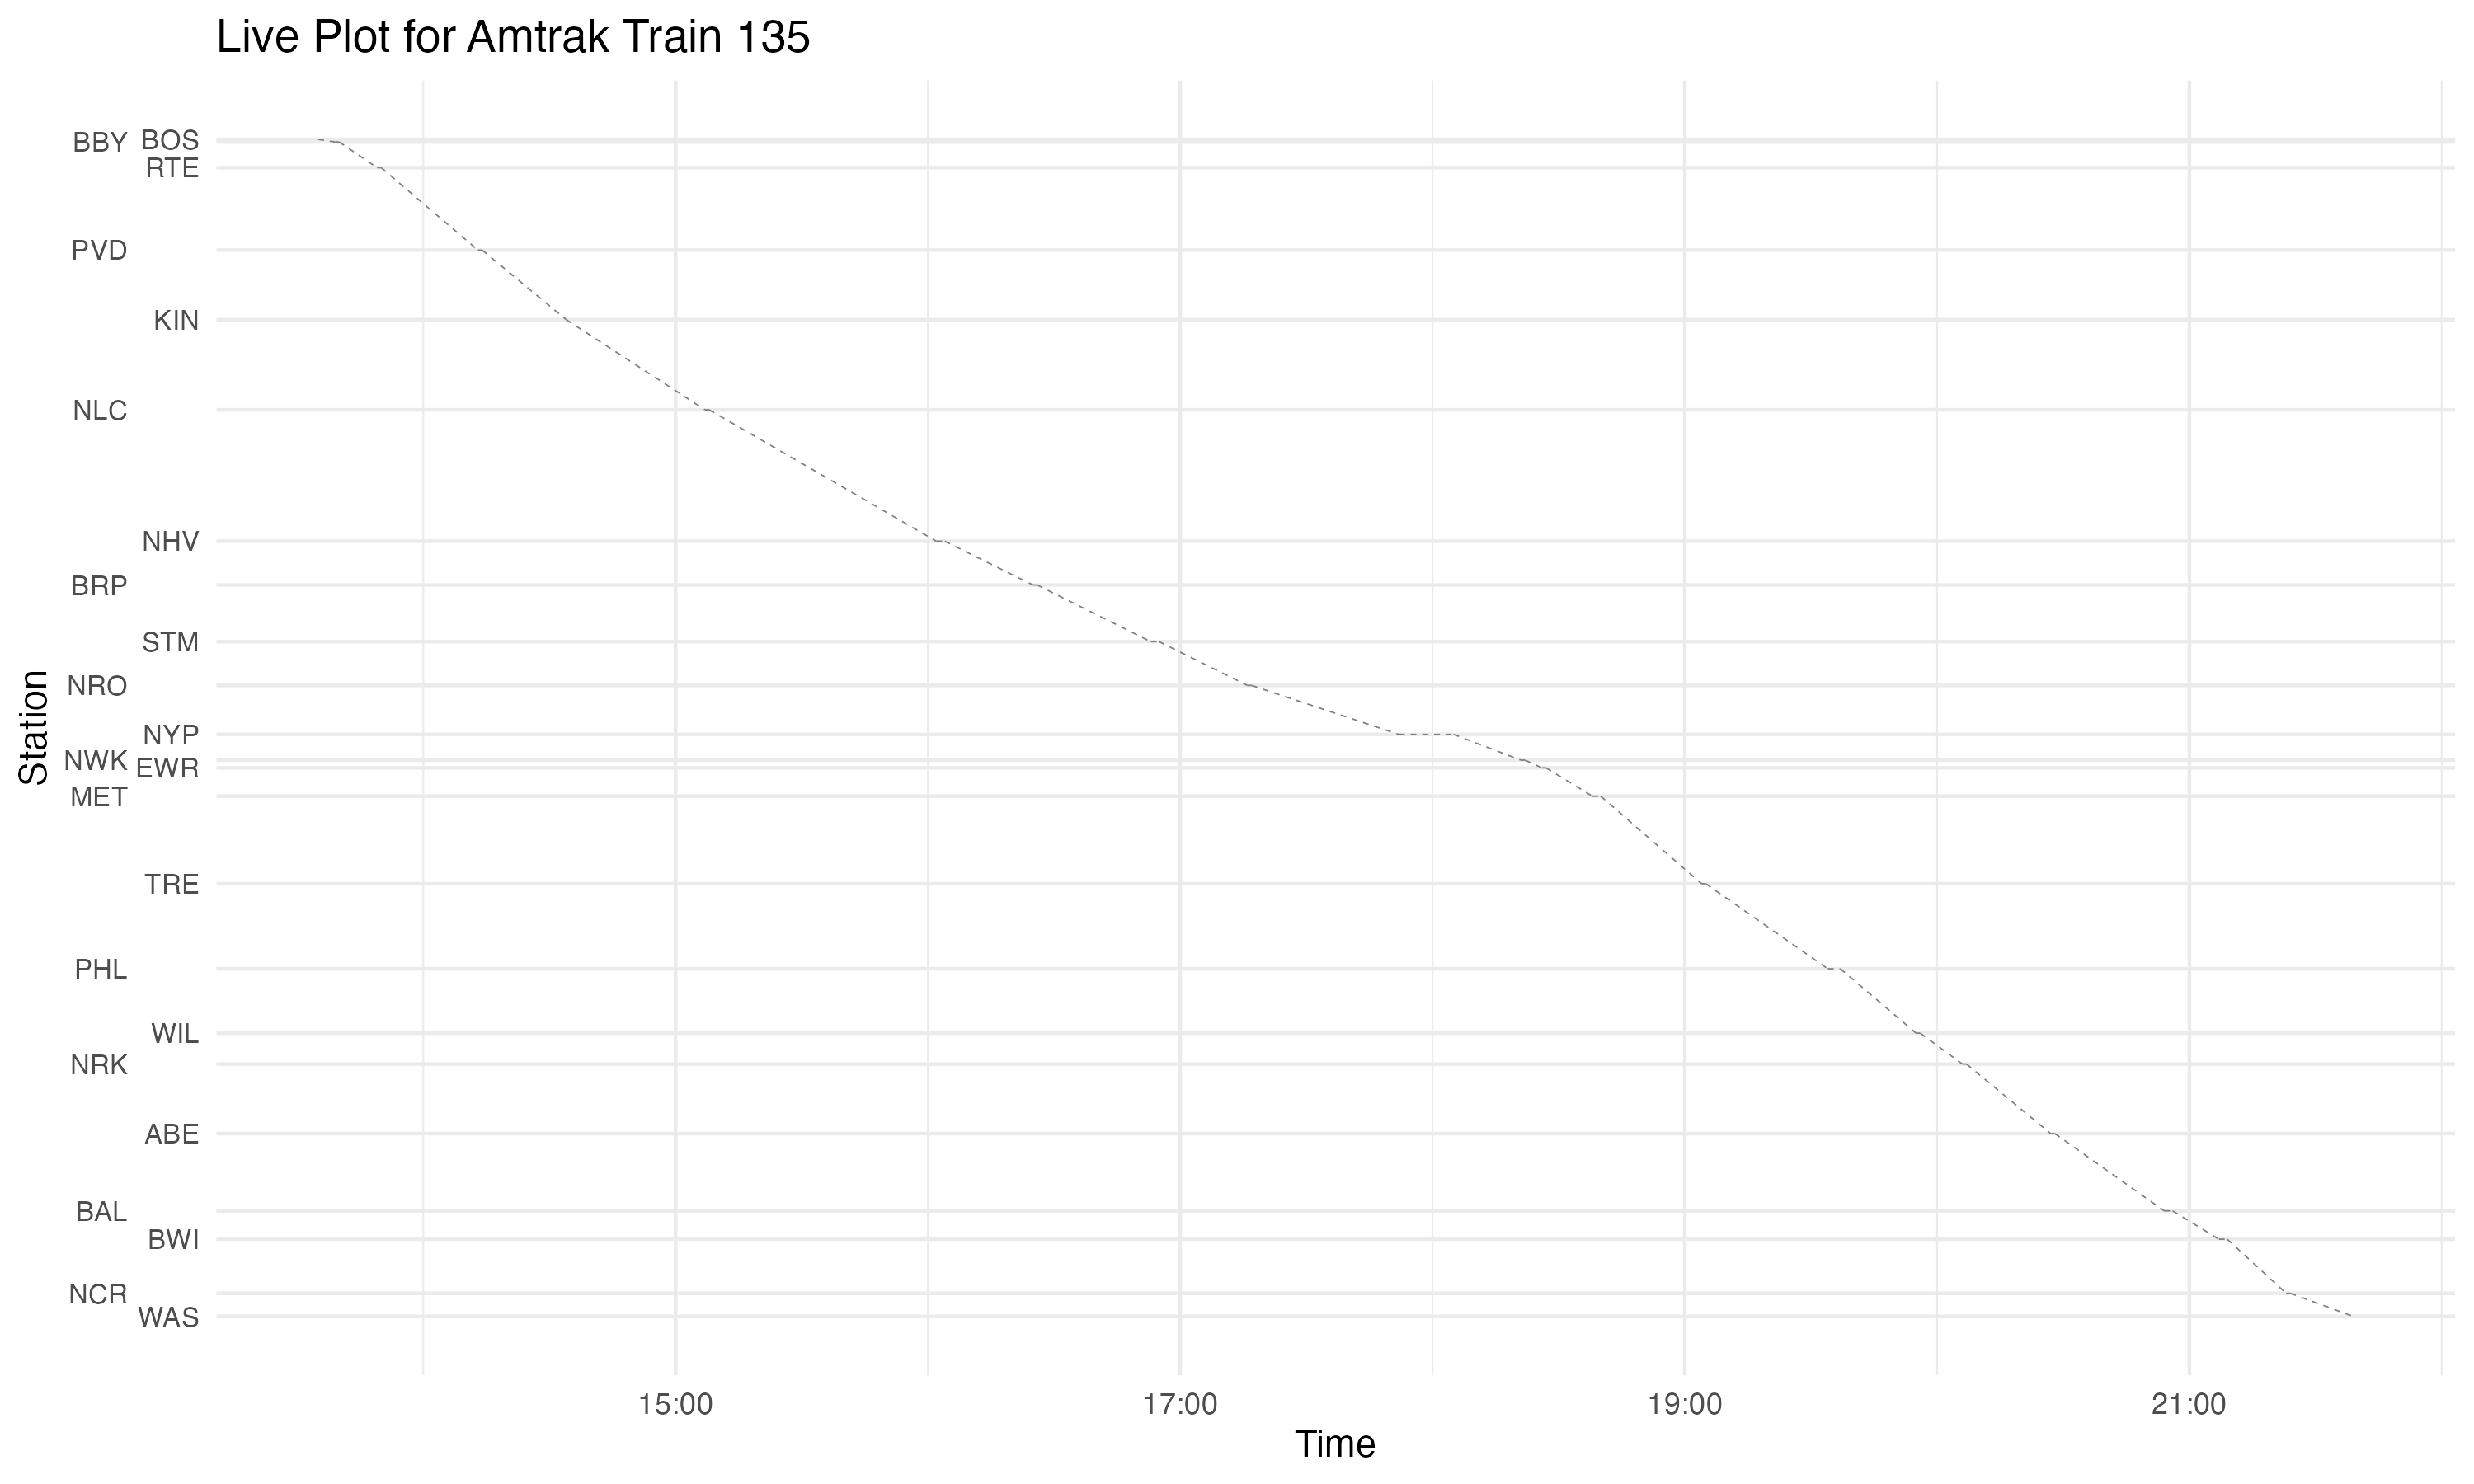 Live Plot for Amtrak Train 135
BBY BOS
RTE
PVD
KIN
NLC
NHV
BRP
STM
NRO
NYP
NWK EWR
MET
TRE
PHL
WIL
NRK
ABE
BAL
BWI
NCR
WAS
Station
15:00 17:00 19:00 21:00
Time